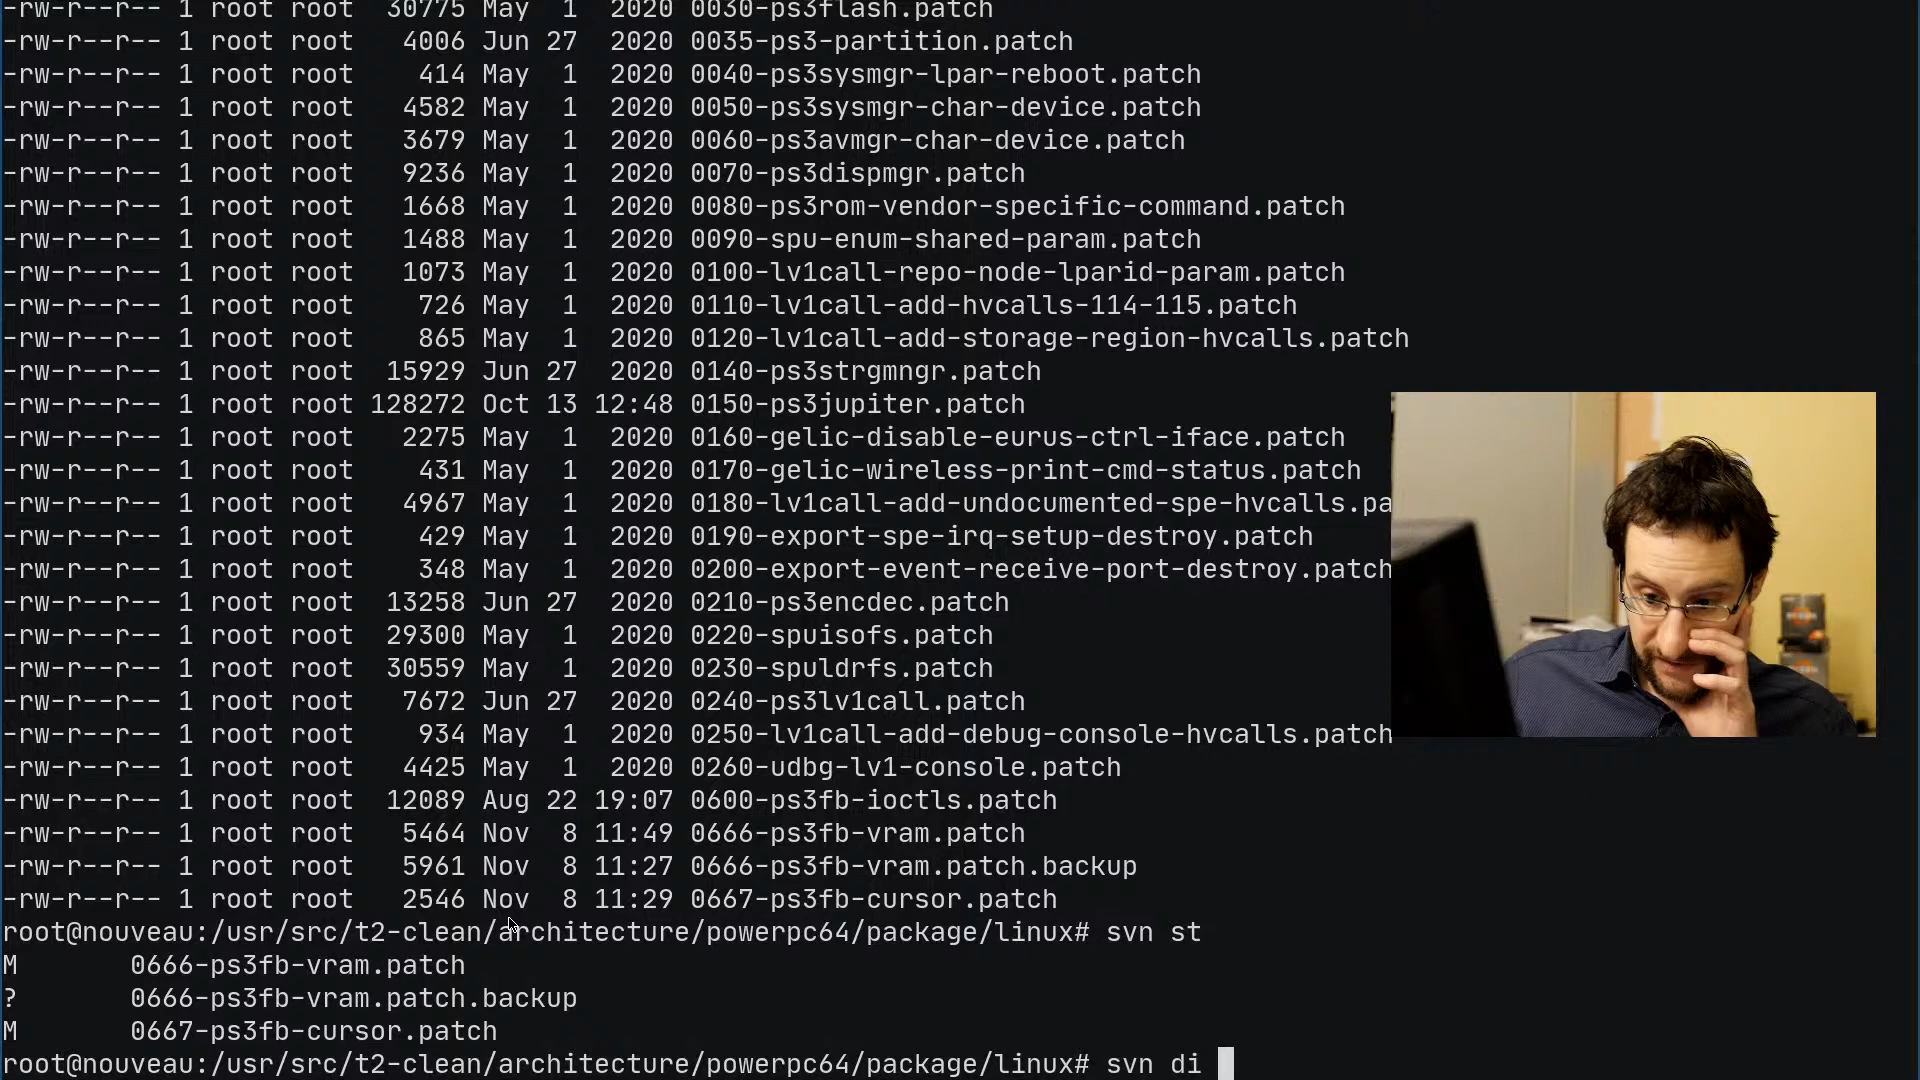 -rw-r--r-- 1 root root  30775 May  1  2020 0030-ps3flash.patch
-rw-r--r-- 1 root root   4006 Jun 27  2020 0035-ps3-partition.patch
-rw-r--r-- 1 root root    414 May  1  2020 0040-ps3sysmgr-lpar-reboot.patch
-rw-r--r-- 1 root root   4582 May  1  2020 0050-ps3sysmgr-char-device.patch
-rw-r--r-- 1 root root   3679 May  1  2020 0060-ps3avmgr-char-device.patch
-rw-r--r-- 1 root root   9236 May  1  2020 0070-ps3dispmgr.patch
-rw-r--r-- 1 root root   1668 May  1  2020 0080-ps3rom-vendor-specific-command.patch
-rw-r--r-- 1 root root   1488 May  1  2020 0090-spu-enum-shared-param.patch
-rw-r--r-- 1 root root   1073 May  1  2020 0100-lv1call-repo-node-lparid-param.patch
-rw-r--r-- 1 root root    726 May  1  2020 0110-lv1call-add-hvcalls-114-115.patch
-rw-r--r-- 1 root root    865 May  1  2020 0120-lv1call-add-storage-region-hvcalls.patch
-rw-r--r-- 1 root root  15929 Jun 27  2020 0140-ps3strgmngr.patch
-rw-r--r-- 1 root root 128272 Oct 13 12:48 0150-ps3jupiter.patch
-rw-r--r-- 1 root root   2275 May  1  2020 0160-gelic-disable-eurus-ctrl-iface.patch
-rw-r--r-- 1 root root    431 May  1  2020 0170-gelic-wireless-print-cmd-status.patch
-rw-r--r-- 1 root root   4967 May  1  2020 0180-lv1call-add-undocumented-spe-hvcalls.pa
-rw-r--r-- 1 root root    429 May  1  2020 0190-export-spe-irq-setup-destroy.patch
-rw-r--r-- 1 root root    348 May  1  2020 0200-export-event-receive-port-destroy.patch
-rw-r--r-- 1 root root  13258 Jun 27  2020 0210-ps3encdec.patch
-rw-r--r-- 1 root root  29300 May  1  2020 0220-spuisofs.patch
-rw-r--r-- 1 root root  30559 May  1  2020 0230-spuldrfs.patch
-rw-r--r-- 1 root root   7672 Jun 27  2020 0240-ps3lv1call.patch
-rw-r--r-- 1 root root    934 May  1  2020 0250-lv1call-add-debug-console-hvcalls.patch
-rw-r--r-- 1 root root   4425 May  1  2020 0260-udbg-lv1-console.patch
-rw-r--r-- 1 root root  12089 Aug 22 19:07 0600-ps3fb-ioctls.patch
-rw-r--r-- 1 root root   5464 Nov  8 11:49 0666-ps3fb-vram.patch
-rw-r--r-- 1 root root   5961 Nov  8 11:27 0666-ps3fb-vram.patch.backup
-rw-r--r-- 1 root root   2546 Nov  8 11:29 0667-ps3fb-cursor.patch
root@nouveau:/usr/src/t2-clean/architecture/powerpc64/package/linux# svn st
M       0666-ps3fb-vram.patch
?       0666-ps3fb-vram.patch.backup
M       0667-ps3fb-cursor.patch
root@nouveau:/usr/src/t2-clean/architecture/powerpc64/package/linux# svn di